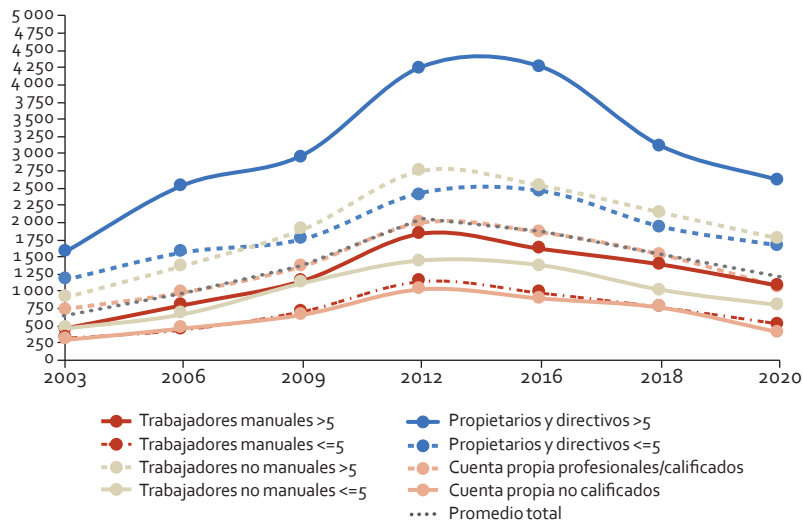 5 000
4 750
4 500
4 250
4 000
3 750
3 500
3 250
3 000
2 750
2 500
2 250
2 000
1 750
1 500
1 250
1 000
750
500
250
0
2003 2006 2009 2012 2016 2018 2020
Trabajadores manuales >5
Trabajadores manuales <=5
Trabajadores no manuales >5
Trabajadores no manuales <=5
Propietarios y directivos >5
Propietarios y directivos <=5
Cuenta propia profesionales/calificados
Cuenta propia no calificados
Promedio total